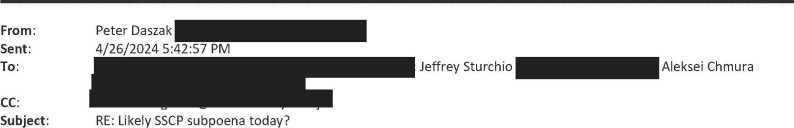 From: Peter Daszak
Sent: 4/26/2024 5:42:57 PM
To: Jeffrey Sturchio Aleksei Chmura
CC:
Subject: RE: Likely SSCP subpoena today?